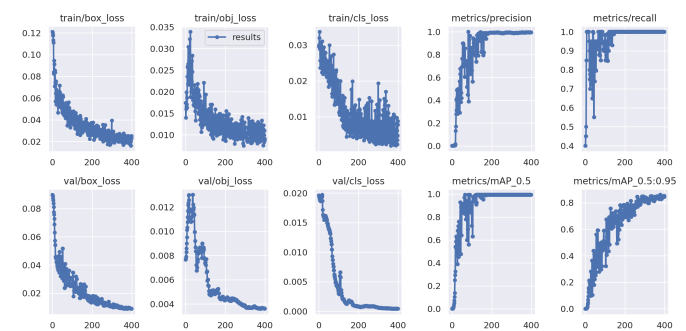 train/box_loss train/obj_loss train/cls_loss metrics/precision metrics/recall
0.12 0.10 0.08 0.06 0.04 0.02
0 200 400
0.035 0.030 0.025 0.020 0.015 0.010
results
0 200 400
0.03 0.02 0.01
0 200 400
1.0 0.8 0.6 0.4 0.2 0.0
0 200 400
1.0 0.9 0.8 0.7 0.6 0.5 0.4
0 200 400
val/box_loss val/obj_loss val/cls_loss metrics/mAP_0.5 metrics/mAP_0.5:0.95
0.08 0.06 0.04 0.02
0 200 400
0.012 0.010 0.008 0.006 0.004
0 200 400
0.020 0.015 0.010 0.005 0.000
0 200 400
1.0 0.8 0.6 0.4 0.2 0.0
0 200 400
0.8 0.6 0.4 0.2 0.0
0 200 400